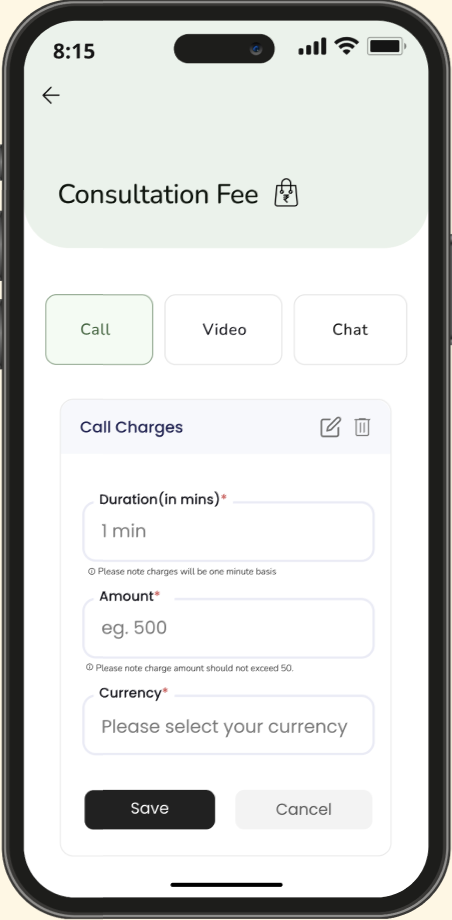 8:15
Consultation Fee ₹
Call Video Chat
Call Charges
Duration(in mins)*
1 min
Please note charges will be one minute basis
Amount*
eg. 500
Please note charge amount should not exceed 50.
Currency*
Please select your currency
Save Cancel